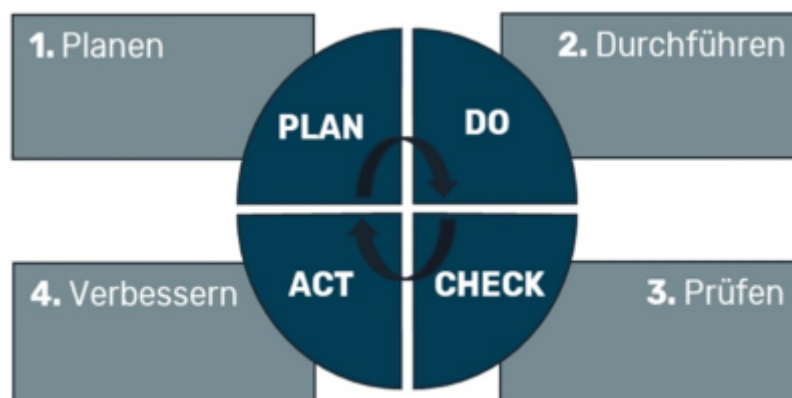 1. Planen
2. Durchführen
PLAN
DO
ACT
CHECK
4. Verbessern
3. Prüfen